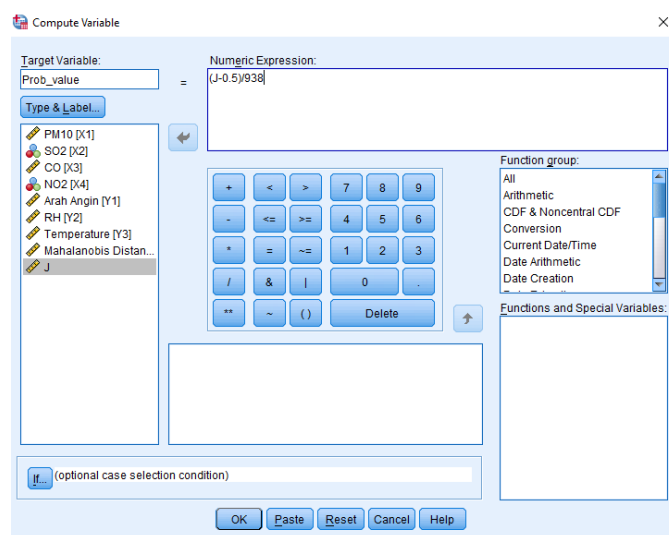 Compute Variable
Target Variable:
Prob_value
=
Numeric Expression:
(J-0.5)/938
Type & Label...
PM10 [X1]
SO2 [X2]
CO [X3]
NO2 [X4]
Arah Angin [Y1]
RH [Y2]
Temperature [Y3]
Mahalanobis Distan...
J
+ < > 7 8 9
- <= >= 4 5 6
* = ~= 1 2 3
/ & | 0 .
** ~ ( ) Delete
Function group:
All
Arithmetic
CDF & Noncentral CDF
Conversion
Current Date/Time
Date Arithmetic
Date Creation
Functions and Special Variables:
If... (optional case selection condition)
OK Paste Reset Cancel Help